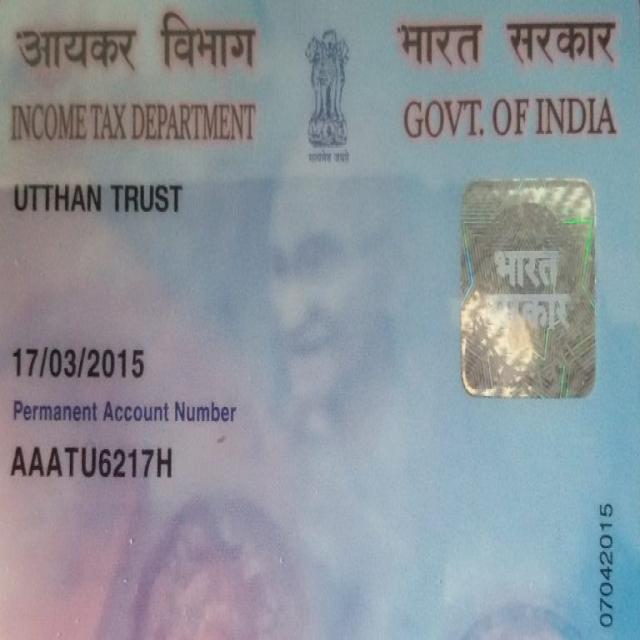 आयकर विभाग
भारत सरकार
INCOME TAX DEPARTMENT
GOVT. OF INDIA
सत्यमेव जयते
UTTHAN TRUST
भारत
सरकार
17/03/2015
Permanent Account Number
AAATU6217H
07042015